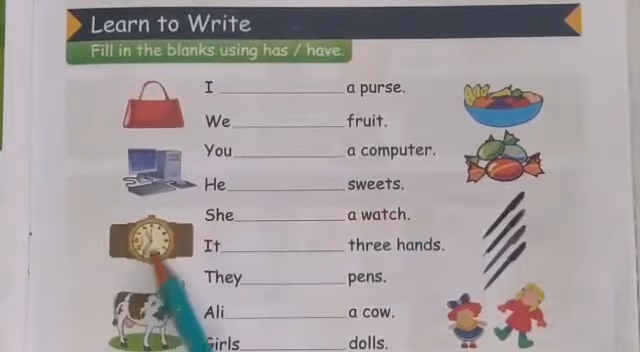 Learn to Write
Fill in the blanks using has / have.
I ____________ a purse.
We ____________ fruit.
You ____________ a computer.
He ____________ sweets.
She ____________ a watch.
It ____________ three hands.
They ____________ pens.
Ali ____________ a cow.
Girls ____________ dolls.